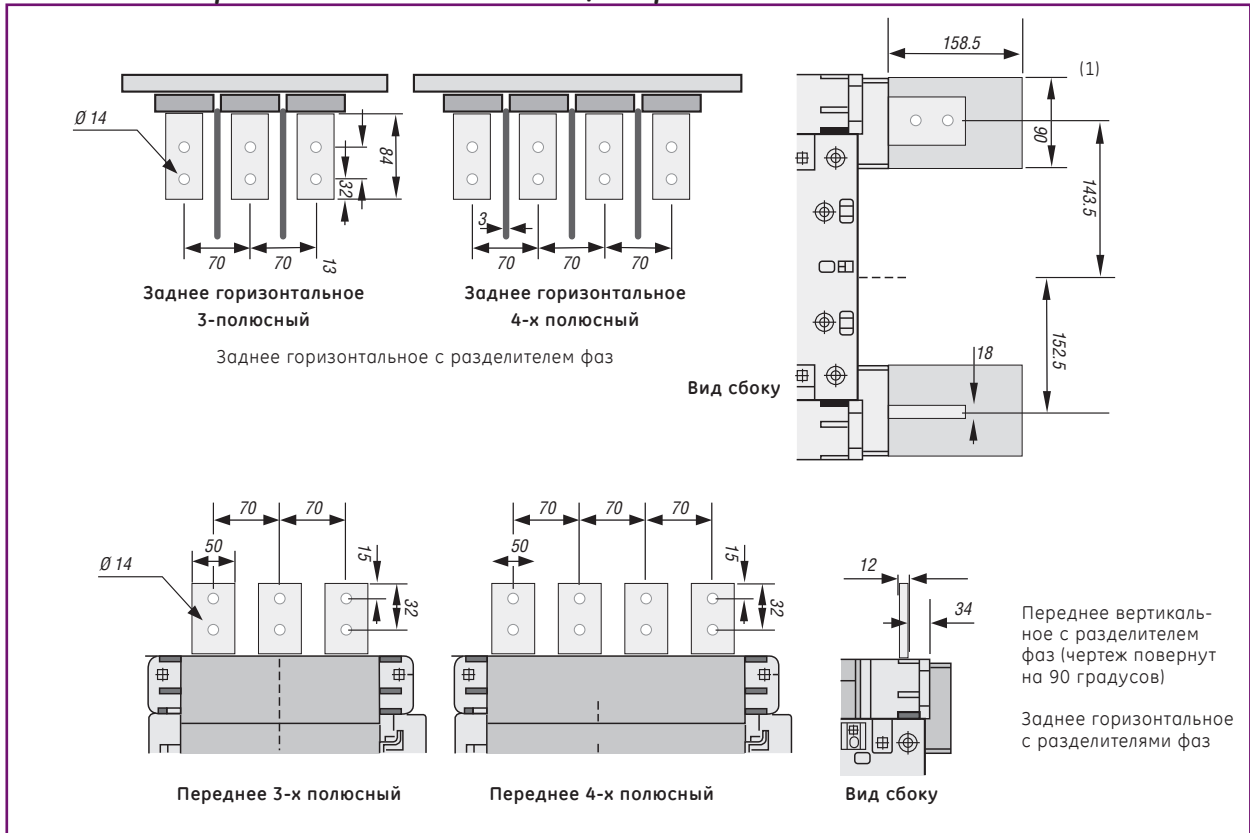 158.5
(1)
Ø 14
84
32
90
143.5
3
70
70
13
70
70
70
Заднее горизонтальное
3-полюсный
Заднее горизонтальное
4-х полюсный
Заднее горизонтальное с разделителем фаз
152.5
18
Вид сбоку
70
70
70
70
70
50
15
50
15
Ø 14
32
32
12
34
Переднее вертикаль-
ное с разделителем
фаз (чертеж повернут
на 90 градусов)
Заднее горизонтальное
с разделителями фаз
Переднее 3-х полюсный
Переднее 4-х полюсный
Вид сбоку